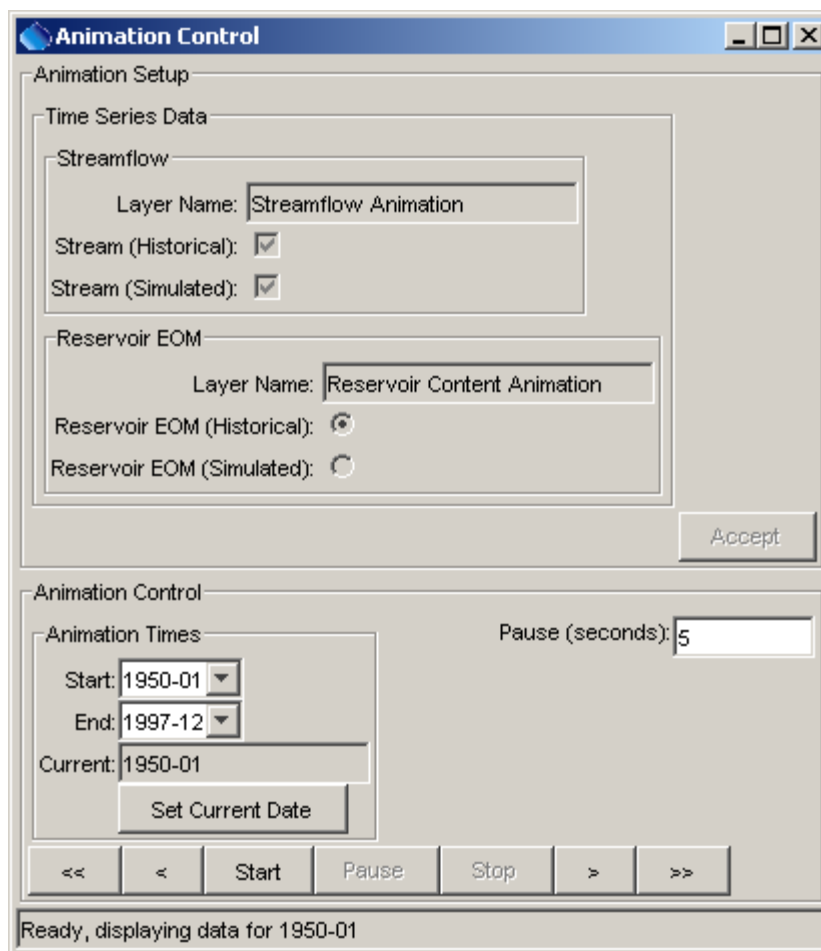 Animation Control
Animation Setup
Time Series Data
Streamflow
Layer Name: Streamflow Animation
Stream (Historical):
Stream (Simulated):
Reservoir EOM
Layer Name: Reservoir Content Animation
Reservoir EOM (Historical):
Reservoir EOM (Simulated):
Accept
Animation Control
Animation Times
Pause (seconds): 5
Start: 1950-01
End: 1997-12
Current: 1950-01
Set Current Date
<< < Start Pause Stop > >>
Ready, displaying data for 1950-01